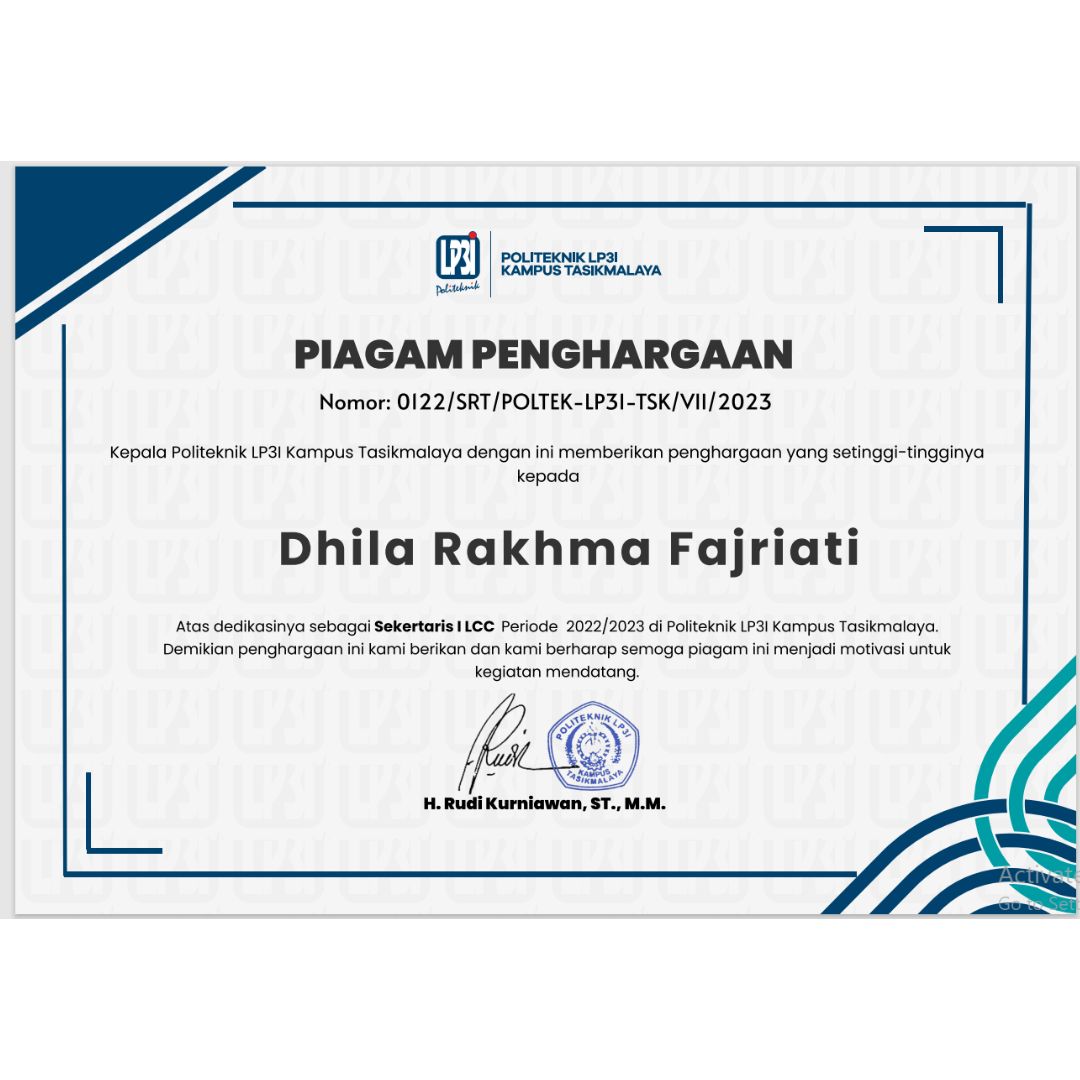 LP3I
Politeknik
POLITEKNIK LP3I
KAMPUS TASIKMALAYA
PIAGAM PENGHARGAAN
Nomor: 0122/SRT/POLTEK-LP3I-TSK/VII/2023
Kepala Politeknik LP3I Kampus Tasikmalaya dengan ini memberikan penghargaan yang setinggi-tingginya
kepada
Dhila Rakhma Fajriati
Atas dedikasinya sebagai Sekertaris I LCC Periode 2022/2023 di Politeknik LP3I Kampus Tasikmalaya.
Demikian penghargaan ini kami berikan dan kami berharap semoga piagam ini menjadi motivasi untuk
kegiatan mendatang.
Rudi
POLITEKNIK LP3I
KAMPUS
TASIKMALAYA
H. Rudi Kurniawan, ST., M.M.
Activate
Go to Set